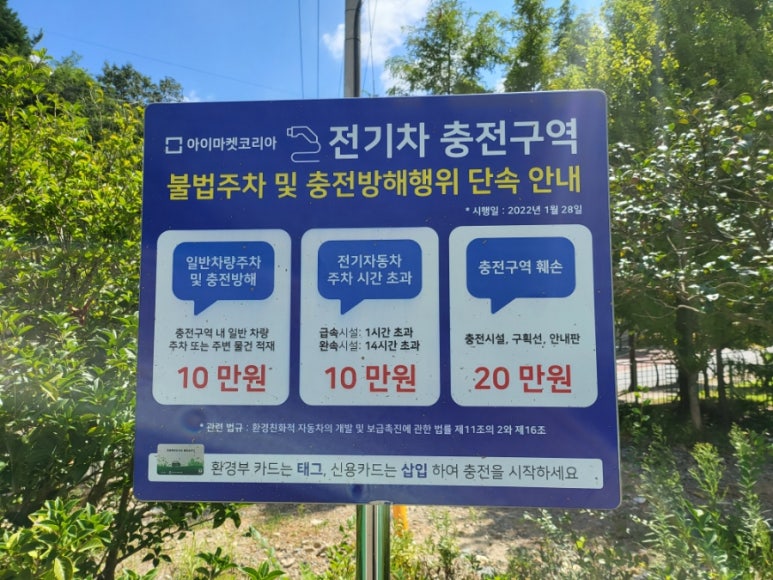 아이마켓코리아
전기차 충전구역
불법주차 및 충전방해행위 단속 안내
* 시행일 : 2022년 1월 28일
일반차량주차
및 충전방해
충전구역 내 일반 차량
주차 또는 주변 물건 적재
10 만원
전기자동차
주차 시간 초과
급속시설: 1시간 초과
완속시설: 14시간 초과
10 만원
충전구역 훼손
충전시설, 구획선, 안내판
20 만원
* 관련 법규 : 환경친화적 자동차의 개발 및 보급촉진에 관한 법률 제11조의 2와 제16조
환경부 카드는 태그, 신용카드는 삽입 하여 충전을 시작하세요